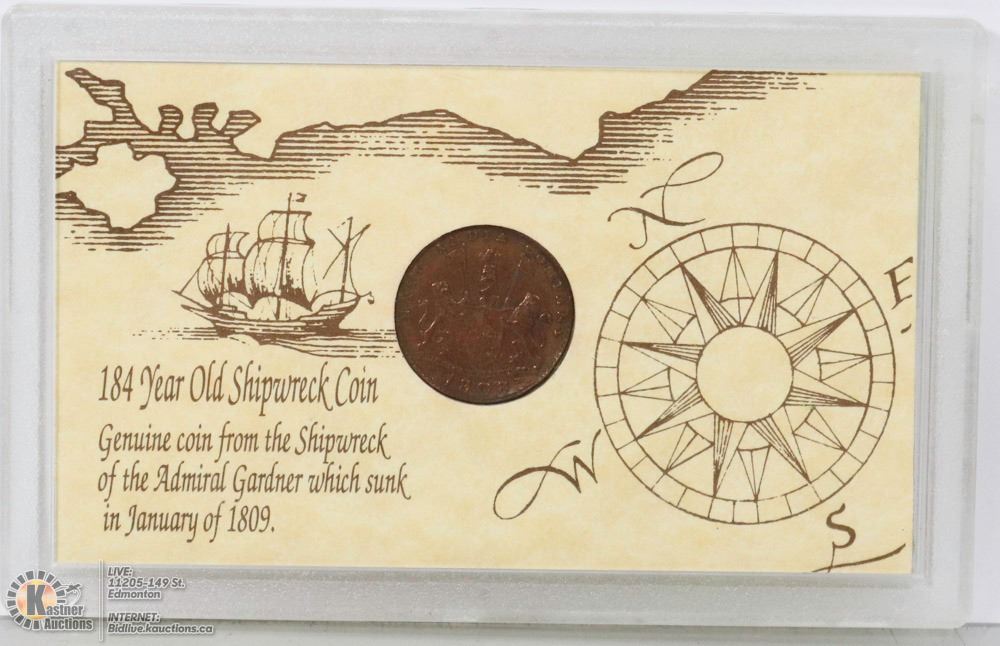 N
E
W
S
184 Year Old Shipwreck Coin
Genuine coin from the Shipwreck
of the Admiral Gardner which sunk
in January of 1809.
Kastner
Auctions
LIVE:
11205-149 St.
Edmonton
INTERNET:
Bidlive.kauctions.ca